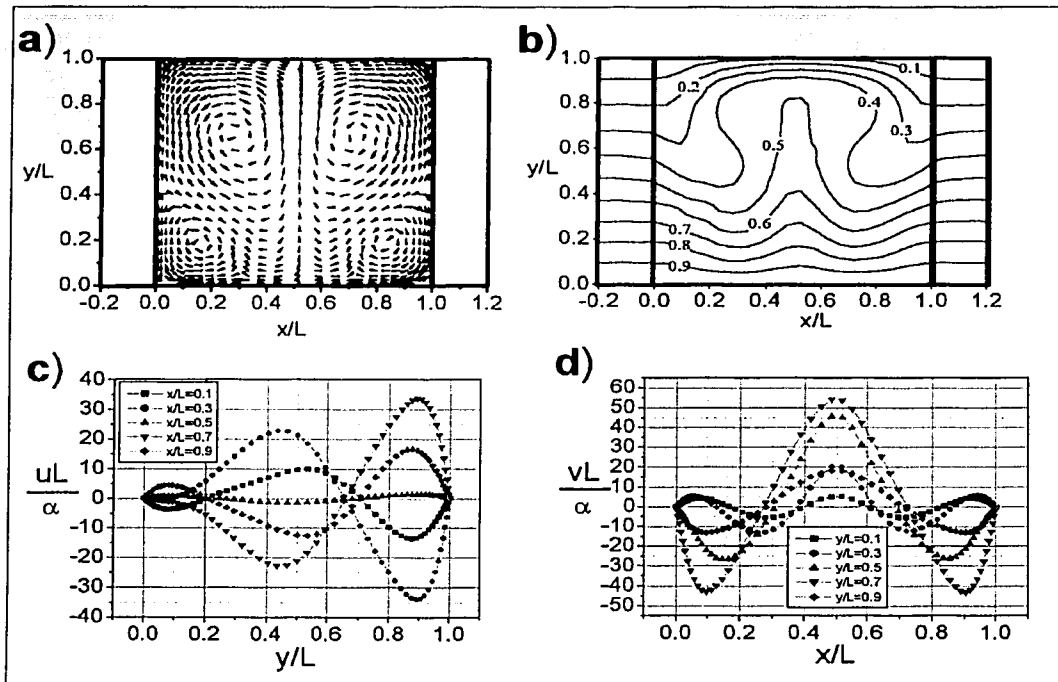 a)
1.0
0.8
y/L
0.6
0.4
0.2
0.0
-0.2 0.0 0.2 0.4 0.6 0.8 1.0 1.2
x/L
b)
1.0
0.8
y/L
0.6
0.4
0.2
0.0
0.1
0.2
0.4
0.3
0.5
0.6
0.7
0.8
0.9
-0.2 0.0 0.2 0.4 0.6 0.8 1.0 1.2
x/L
c)
40
30
20
10
0
-10
-20
-30
-40
uL
α
x/L=0.1
x/L=0.3
x/L=0.5
x/L=0.7
x/L=0.9
0.0 0.2 0.4 0.6 0.8 1.0
y/L
d)
60
50
40
30
20
10
0
-10
-20
-30
-40
-50
vL
α
y/L=0.1
y/L=0.3
y/L=0.5
y/L=0.7
y/L=0.9
0.0 0.2 0.4 0.6 0.8 1.0
x/L